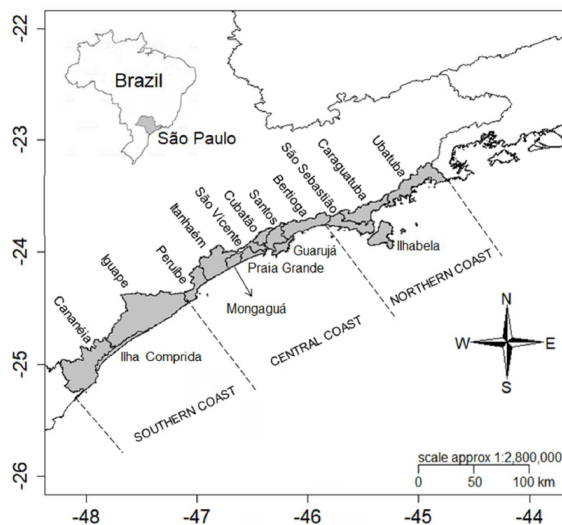 -22
-23
-24
-25
-26
Brazil
São Paulo
Ubatuba
Caraguatuba
São Sebastião
Bertioga
Santos
Cubatão
São Vicente
Itanhaém
Peruíbe
Iguape
Cananéia
Ilhabela
Guarujá
Praia Grande
Mongaguá
Ilha Comprida
NORTHERN COAST
CENTRAL COAST
SOUTHERN COAST
N
W
E
S
scale approx 1:2,800,000
0 50 100 km
-48 -47 -46 -45 -44